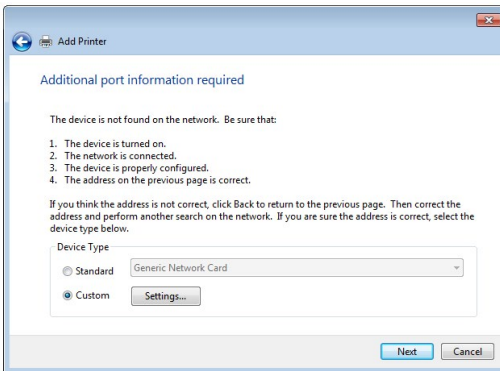 Add Printer
Additional port information required
The device is not found on the network.  Be sure that:
1.  The device is turned on.
2.  The network is connected.
3.  The device is properly configured.
4.  The address on the previous page is correct.
If you think the address is not correct, click Back to return to the previous page.  Then correct the
address and perform another search on the network.  If you are sure the address is correct, select the
device type below.
Device Type
Standard
Generic Network Card
Custom
Settings...
Next
Cancel